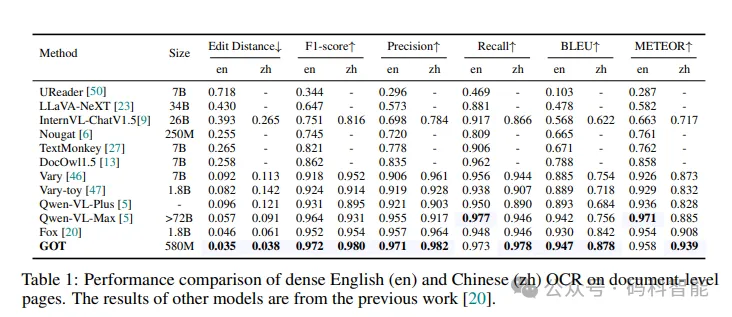 Method Size Edit Distance↓ F1-score↑ Precision↑ Recall↑ BLEU↑ METEOR↑
en zh en zh en zh en zh en zh en zh
UReader [50] 7B 0.718 - 0.344 - 0.296 - 0.469 - 0.103 - 0.287 -
LLaVA-NeXT [23] 34B 0.430 - 0.647 - 0.573 - 0.881 - 0.478 - 0.582 -
InternVL-ChatV1.5[9] 26B 0.393 0.265 0.751 0.816 0.698 0.784 0.917 0.866 0.568 0.622 0.663 0.717
Nougat [6] 250M 0.255 - 0.745 - 0.720 - 0.809 - 0.665 - 0.761 -
TextMonkey [27] 7B 0.265 - 0.821 - 0.778 - 0.906 - 0.671 - 0.762 -
DocOwl1.5 [13] 7B 0.258 - 0.862 - 0.835 - 0.962 - 0.788 - 0.858 -
Vary [46] 7B 0.092 0.113 0.918 0.952 0.906 0.961 0.956 0.944 0.885 0.754 0.926 0.873
Vary-toy [47] 1.8B 0.082 0.142 0.924 0.914 0.919 0.928 0.938 0.907 0.889 0.718 0.929 0.832
Qwen-VL-Plus [5] - 0.096 0.121 0.931 0.895 0.921 0.903 0.950 0.890 0.893 0.684 0.936 0.828
Qwen-VL-Max [5] >72B 0.057 0.091 0.964 0.931 0.955 0.917 0.977 0.946 0.942 0.756 0.971 0.885
Fox [20] 1.8B 0.046 0.061 0.952 0.954 0.957 0.964 0.948 0.946 0.930 0.842 0.954 0.908
GOT 580M 0.035 0.038 0.972 0.980 0.971 0.982 0.973 0.978 0.947 0.878 0.958 0.939
Table 1: Performance comparison of dense English (en) and Chinese (zh) OCR on document-level
pages. The results of other models are from the previous work [20].
公众号·码科智能